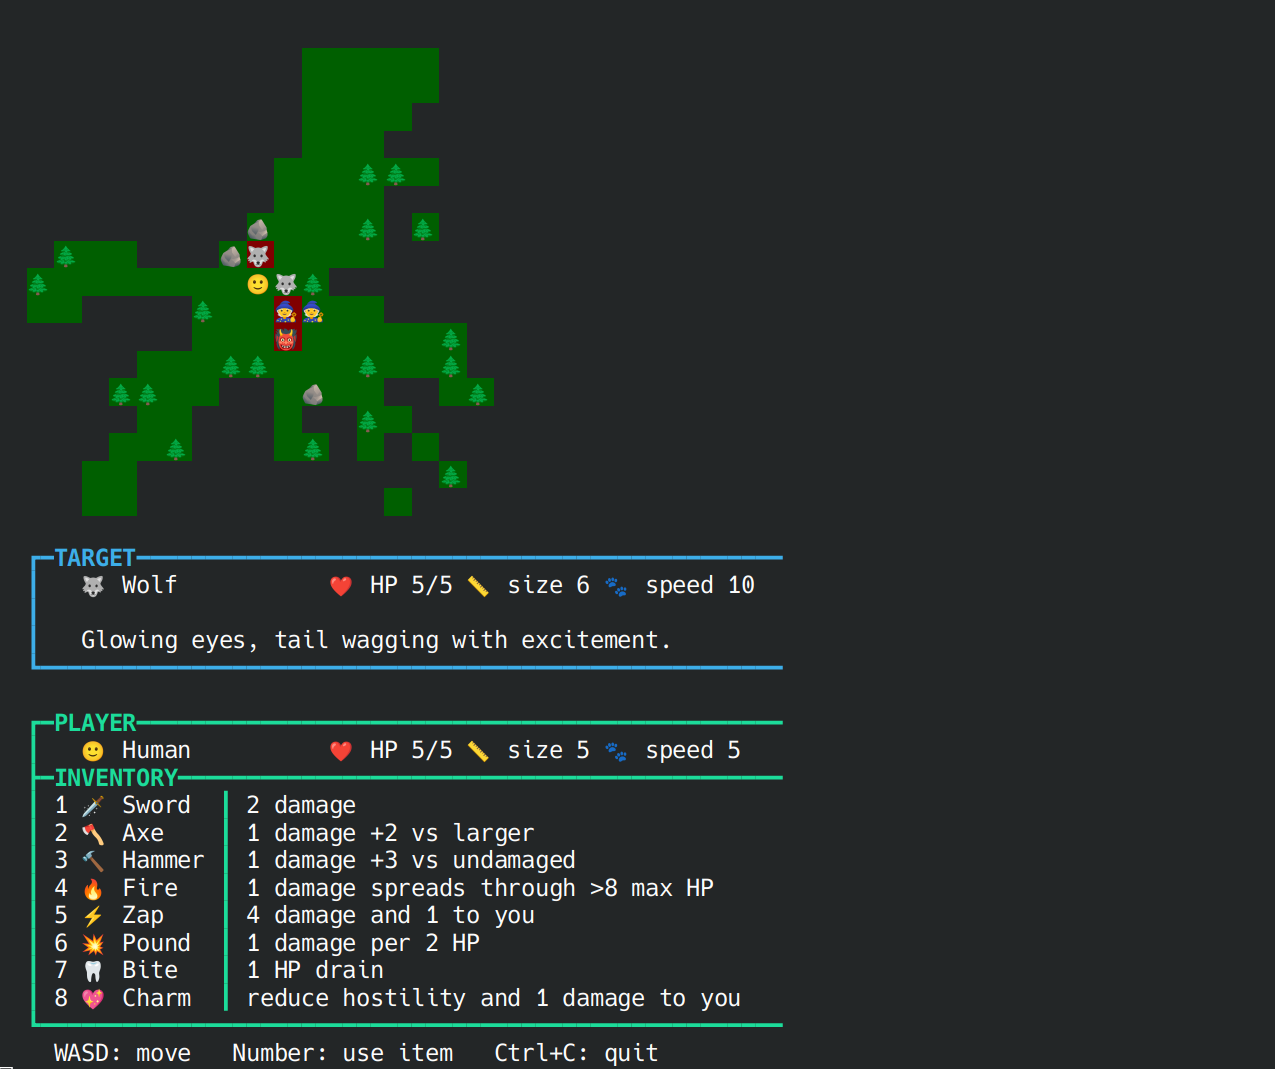 TARGET
Wolf HP 5/5 size 6 speed 10
Glowing eyes, tail wagging with excitement.
PLAYER
Human HP 5/5 size 5 speed 5
INVENTORY
1 Sword 2 damage
2 Axe 1 damage +2 vs larger
3 Hammer 1 damage +3 vs undamaged
4 Fire 1 damage spreads through >8 max HP
5 Zap 4 damage and 1 to you
6 Pound 1 damage per 2 HP
7 Bite 1 HP drain
8 Charm reduce hostility and 1 damage to you
WASD: move Number: use item Ctrl+C: quit